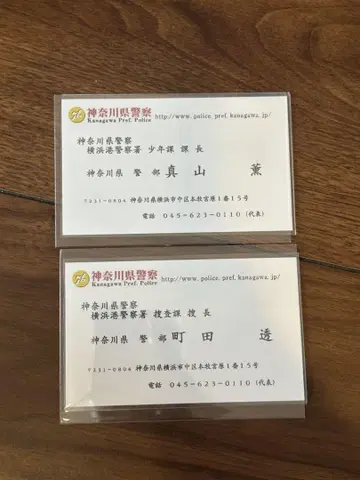 神奈川県警察 http://www.police.pref.kanagawa.jp/
Kanagawa Pref. Police
神奈川県警察
横浜港警察署 少年課 課 長
神奈川県 警 部 真 山 薫
〒231-0804 神奈川県横浜市中区本牧宮原1番15号
電話 045-623-0110(代表)
神奈川県警察 http://www.police.pref.kanagawa.jp/
Kanagawa Pref. Police
神奈川県警察
横浜港警察署 捜査課 捜 長
神奈川県 警 部 町 田 透
〒231-0804 神奈川県横浜市中区本牧宮原1番15号
電話 045-623-0110(代表)